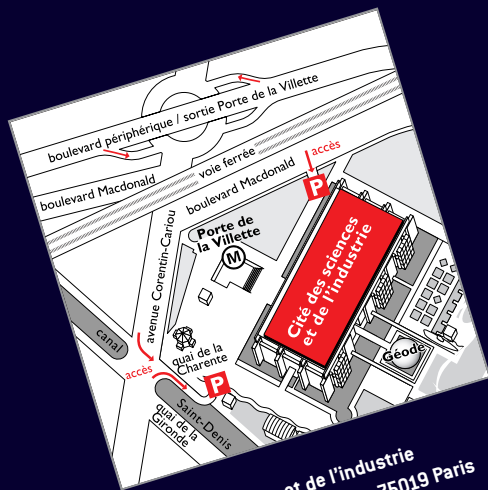 boulevard périphérique / sortie Porte de la Villette
boulevard Macdonald
voie ferrée
boulevard Macdonald
accès
P
Porte de
la Villette
M
avenue Corentin-Cariou
Cité des sciences
et de l'industrie
canal
accès
quai de la
Charente
P
Géode
Saint-Denis
quai de la
Gironde
et de l'industrie
75019 Paris